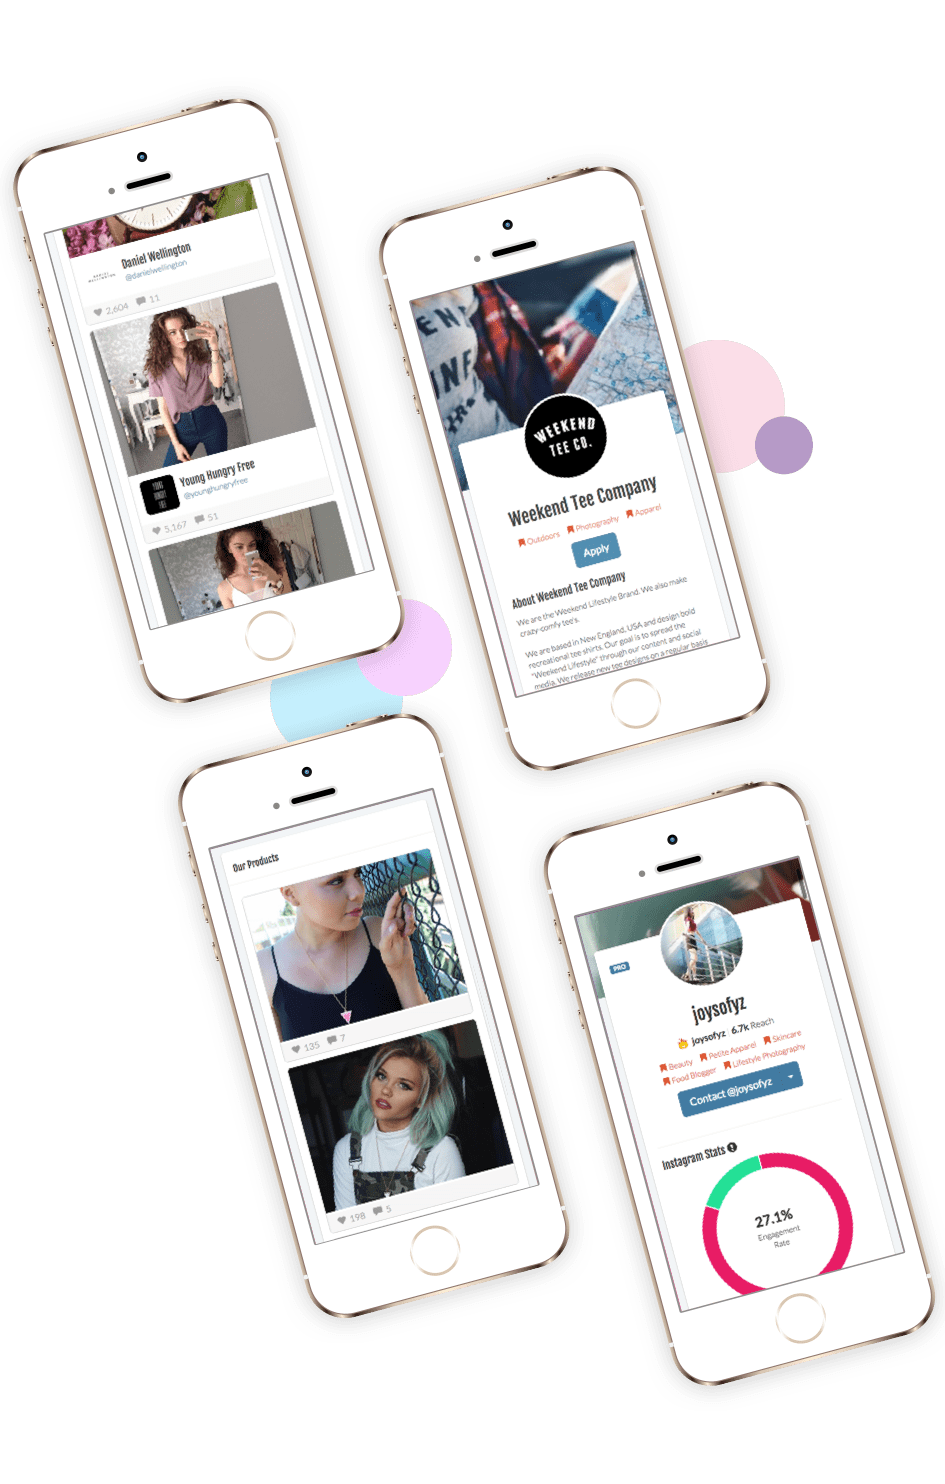 DANIEL
WELLINGTON
Daniel Wellington
@danielwellington
2,604 11
YOUNG
HUNGRY
FREE
Young Hungry Free
@younghungryfree
5,167 51
WEEKEND
TEE CO.
Weekend Tee Company
Outdoors Photography Apparel
Apply
About Weekend Tee Company
We are the Weekend Lifestyle Brand. We also make
crazy-comfy tee's.
We are based in New England, USA and design bold
recreational tee shirts. Our goal is to spread the
"Weekend Lifestyle" through our content and social
media. We release new tee designs on a regular basis
Our Products
135 7
198 5
PRO
joysofyz
joysofyz 6.7k Reach
Beauty Petite Apparel Skincare
Food Blogger Lifestyle Photography
Contact @joysofyz
Instagram Stats
27.1%
Engagement
Rate